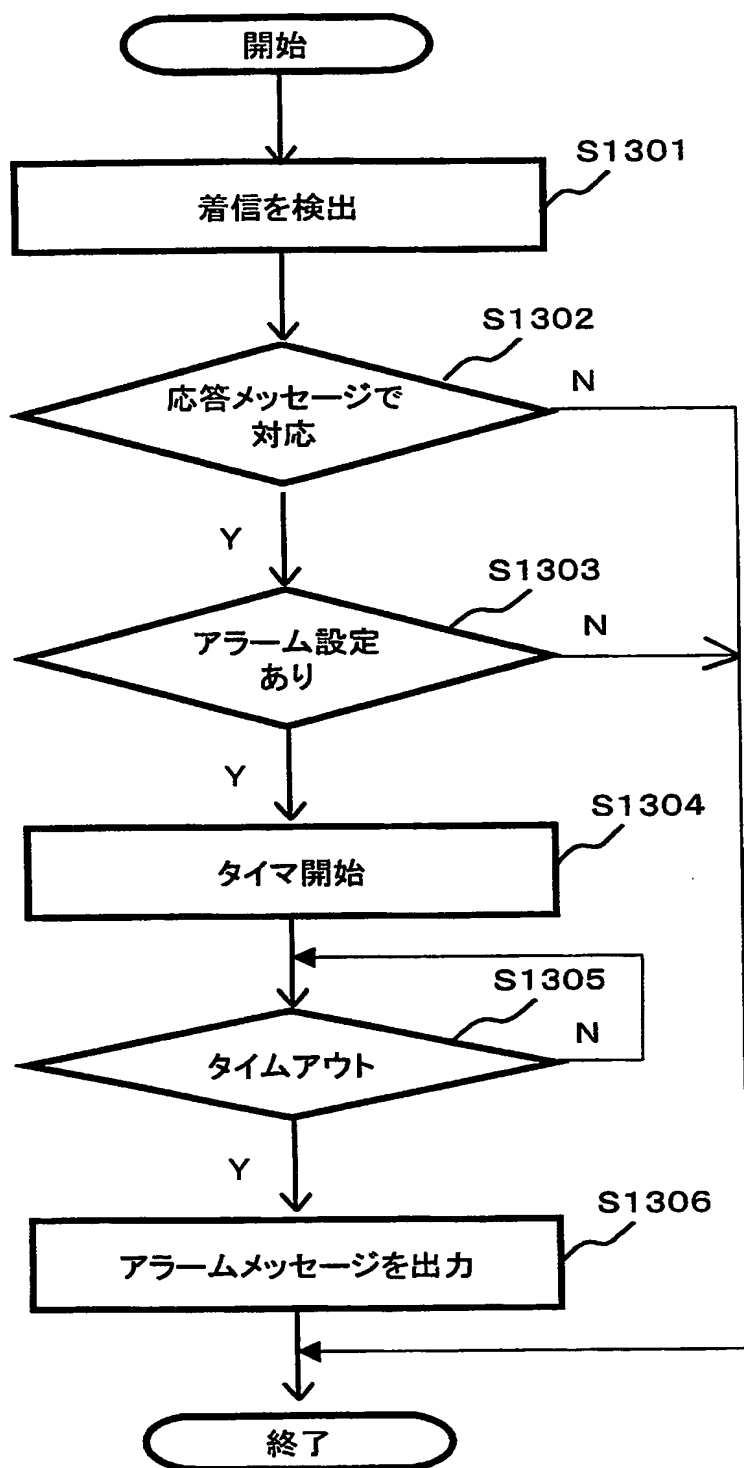 開始
S1301
着信を検出
S1302
応答メッセージで
対応
N
Y
S1303
アラーム設定
あり
N
Y
S1304
タイマ開始
S1305
タイムアウト
N
Y
S1306
アラームメッセージを出力
終了